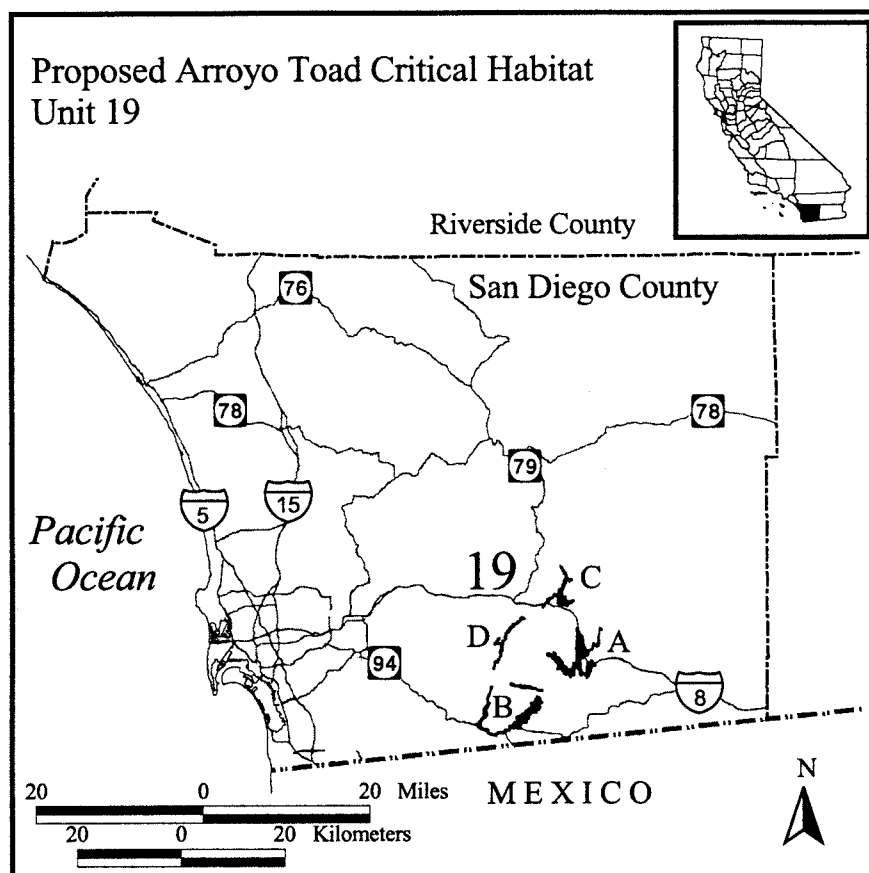 Proposed Arroyo Toad Critical Habitat
Unit 19
Riverside County
San Diego County
76
78
78
79
5
15
Pacific
Ocean
19
C
D
A
94
B
8
MEXICO
N
20 0 20 Miles
20 0 20 Kilometers